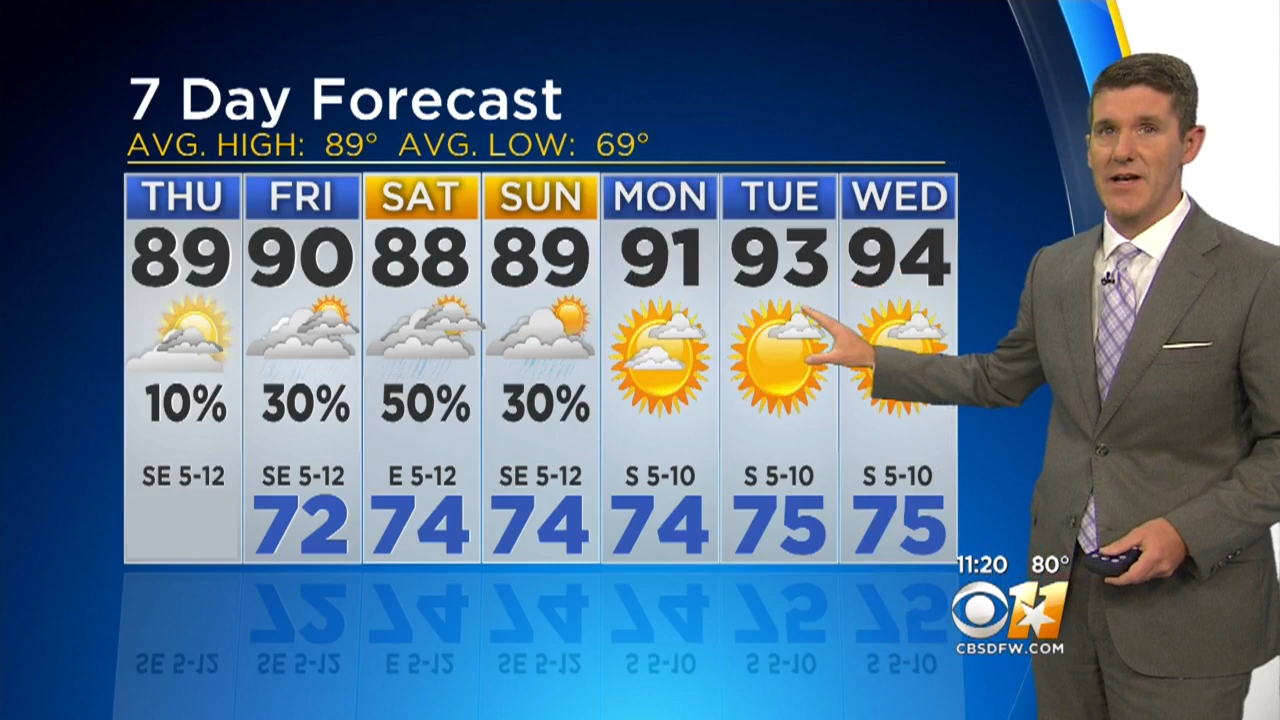 7 Day Forecast
AVG. HIGH: 89° AVG. LOW: 69°
THU FRI SAT SUN MON TUE WED
89 90 88 89 91 93 94
10% 30% 50% 30%
SE 5-12 SE 5-12 E 5-12 SE 5-12 S 5-10 S 5-10 S 5-10
72 74 74 74 75 75
11:20 80°
11
CBSDFW.COM